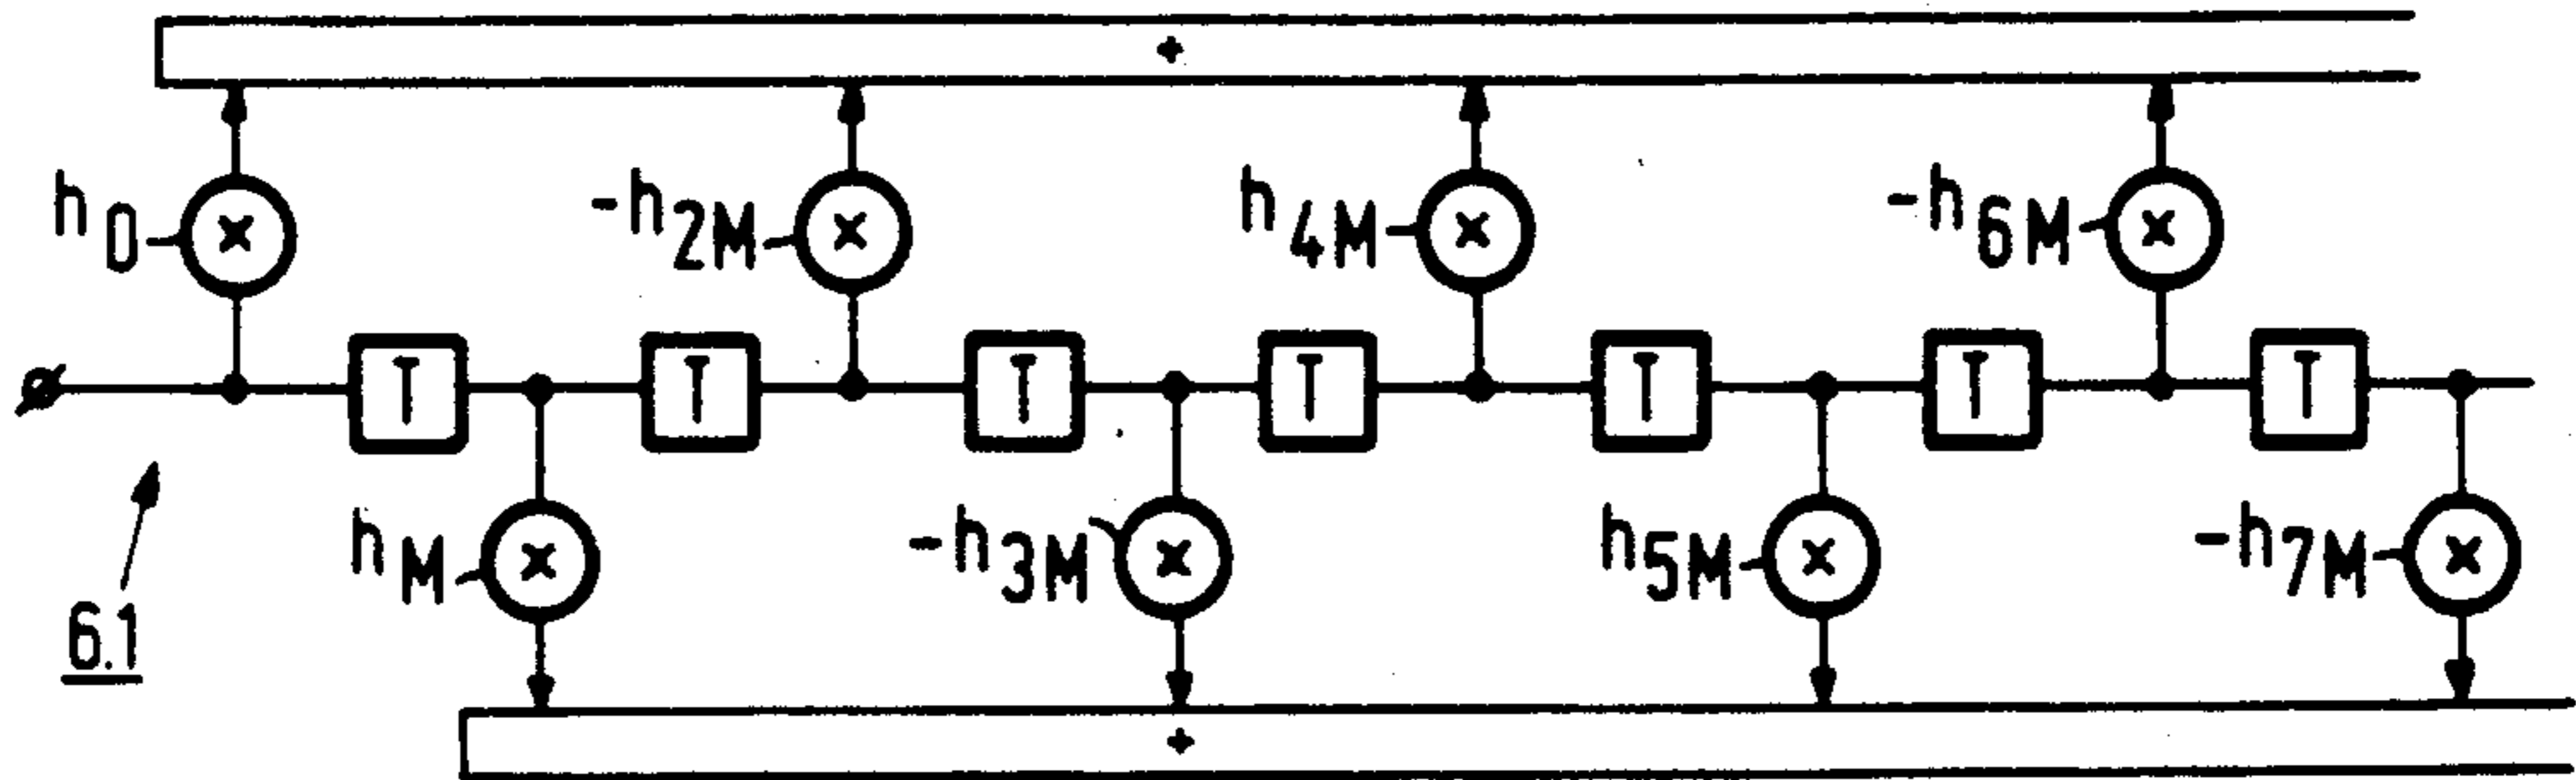 +
h0 × -h2M × h4M × -h6M ×
T T T T T T T
hM × -h3M × h5M × -h7M ×
6.1
+